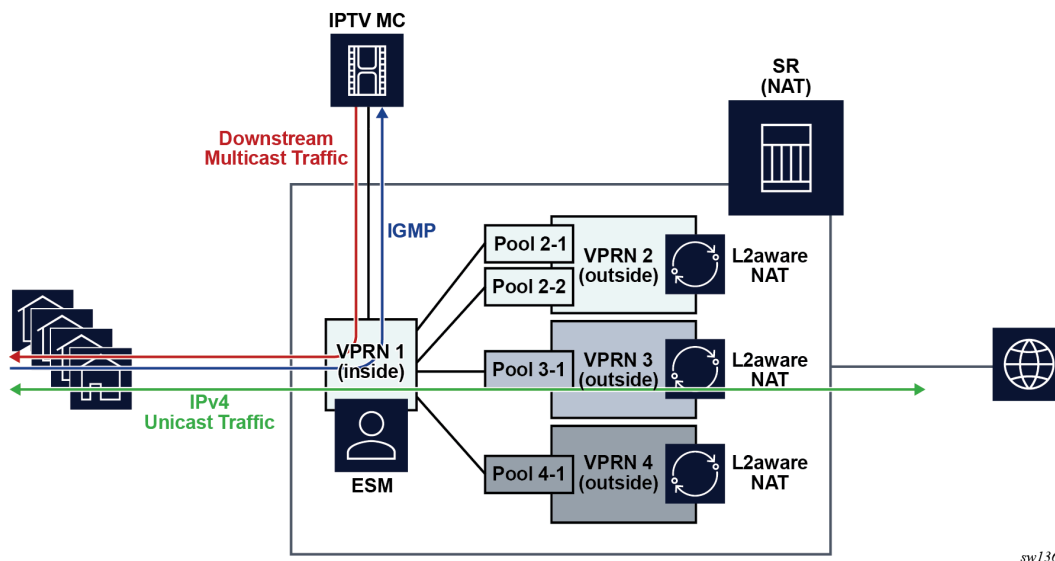 IPTV MC
SR
(NAT)
Downstream
Multicast Traffic
IGMP
Pool 2-1
Pool 2-2
VPRN 2
(outside)
L2aware
NAT
VPRN 1
(inside)
Pool 3-1
VPRN 3
(outside)
L2aware
NAT
IPv4
Unicast Traffic
Pool 4-1
VPRN 4
(outside)
L2aware
NAT
ESM